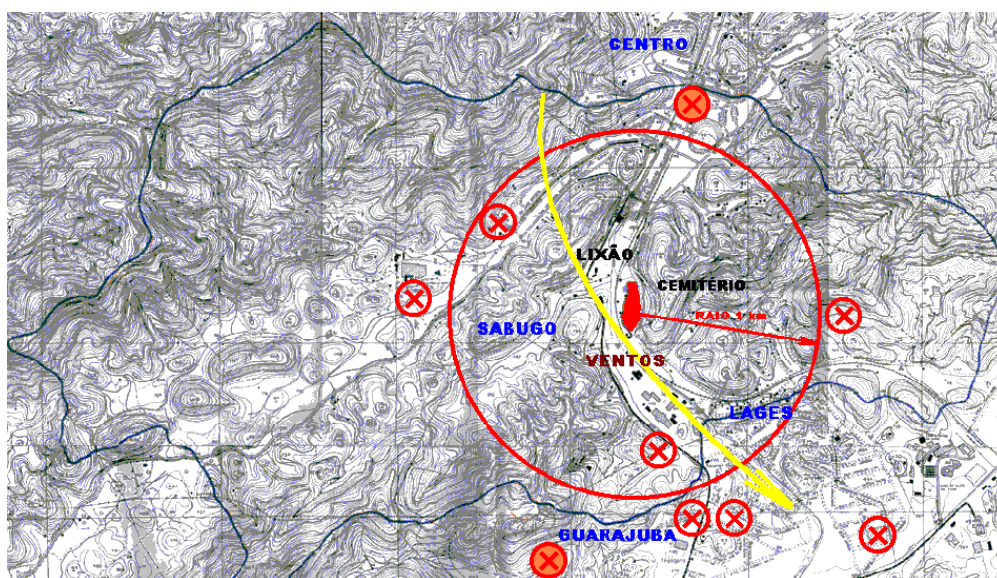 CENTRO
LIXÃO
CEMITÉRIO
RAIO 1 km
SABUGO
VENTOS
LAGES
GUARAJUBA